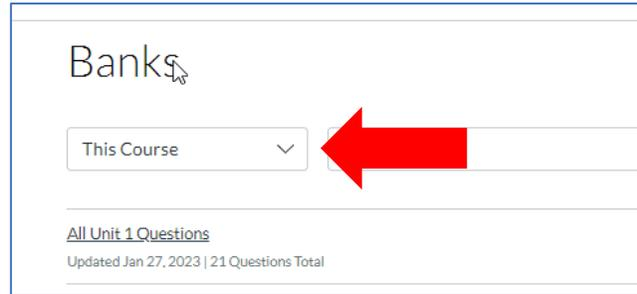 Banks
This Course
All Unit 1 Questions
Updated Jan 27, 2023 | 21 Questions Total